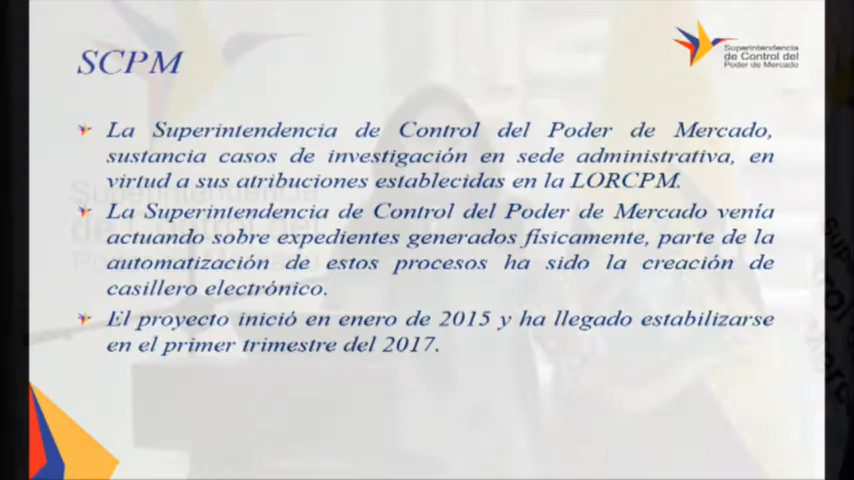 SCPM
Superintendencia
de Control del
Poder de Mercado
La Superintendencia de Control del Poder de Mercado,
sustancia casos de investigación en sede administrativa, en
virtud a sus atribuciones establecidas en la LORCPM.
La Superintendencia de Control del Poder de Mercado venía
actuando sobre expedientes generados físicamente, parte de la
automatización de estos procesos ha sido la creación de
casillero electrónico.
El proyecto inició en enero de 2015 y ha llegado estabilizarse
en el primer trimestre del 2017.